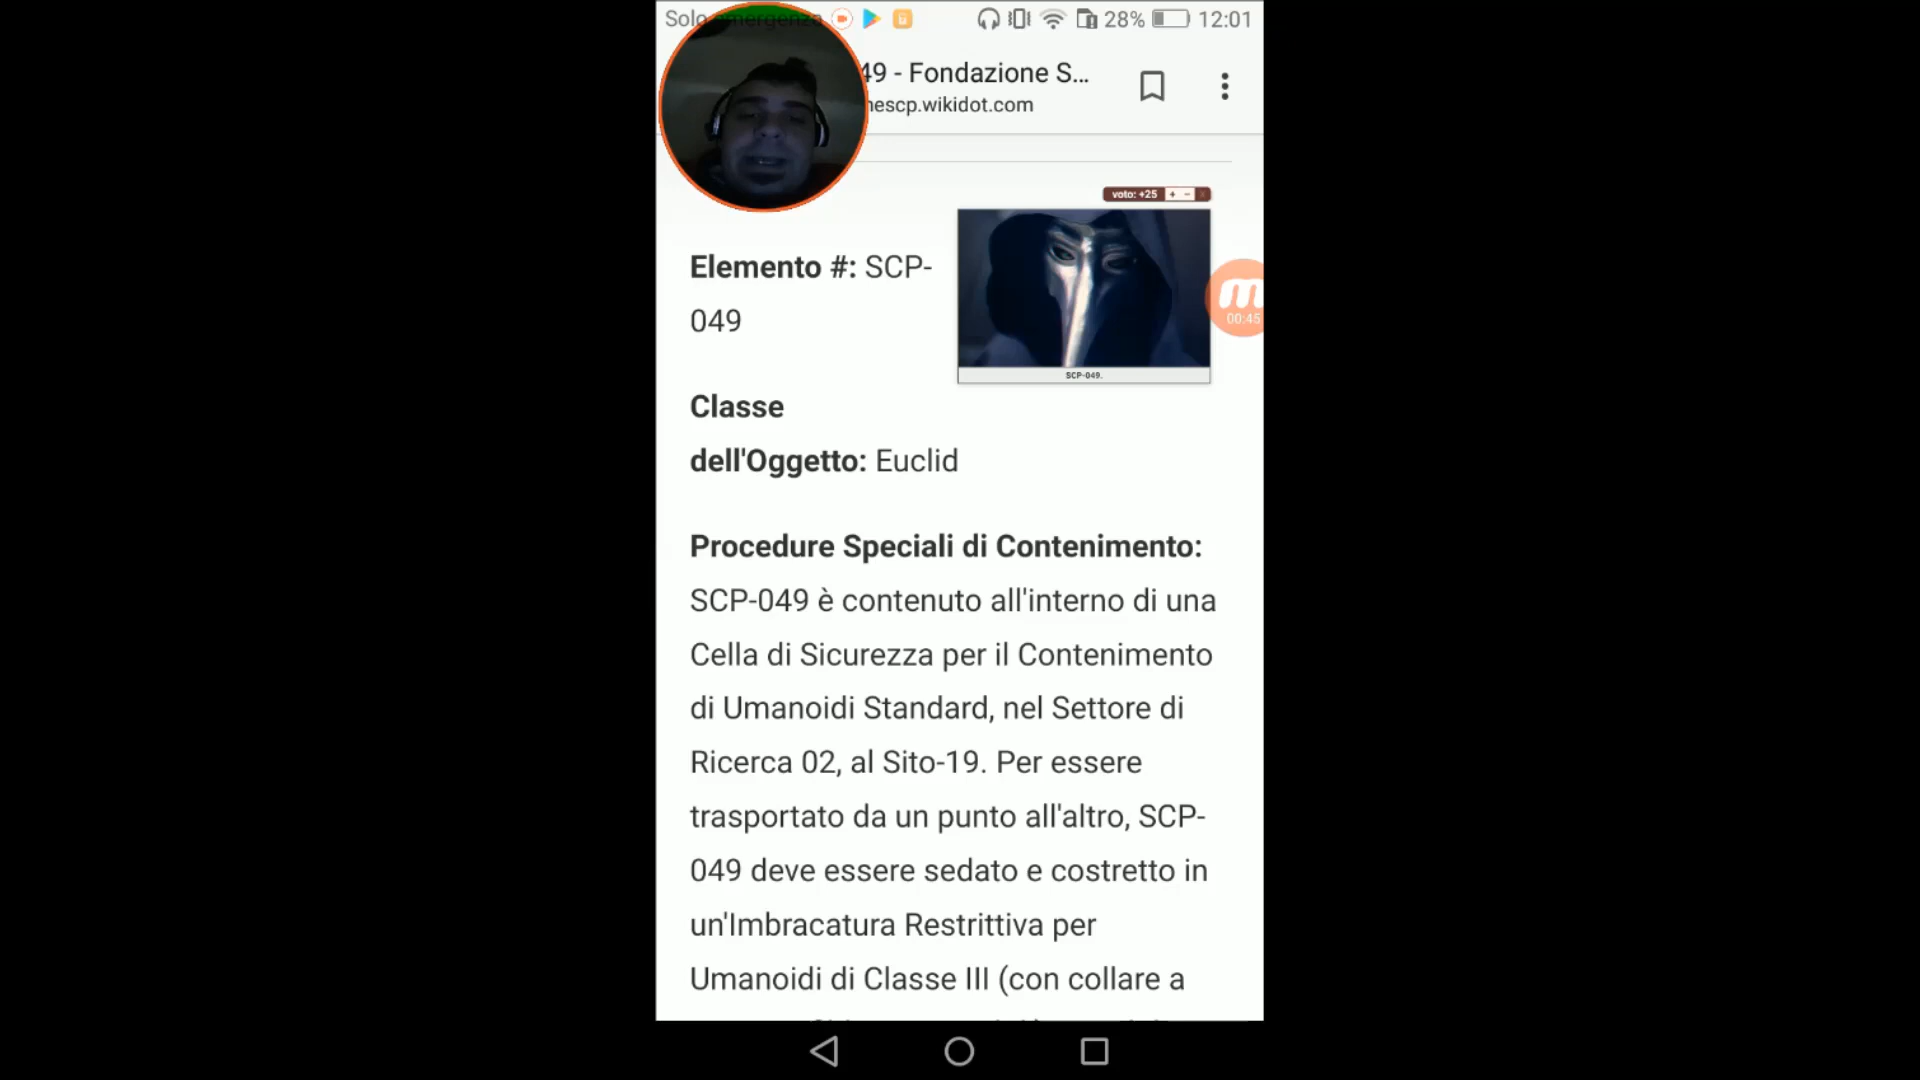 Solo emergenza 28% 12:01
49 - Fondazione S...
nescp.wikidot.com
voto: +25 + -
Elemento #: SCP-
049
SCP-049.
00:45
Classe
dell'Oggetto: Euclid
Procedure Speciali di Contenimento:
SCP-049 è contenuto all'interno di una
Cella di Sicurezza per il Contenimento
di Umanoidi Standard, nel Settore di
Ricerca 02, al Sito-19. Per essere
trasportato da un punto all'altro, SCP-
049 deve essere sedato e costretto in
un'Imbracatura Restrittiva per
Umanoidi di Classe III (con collare a